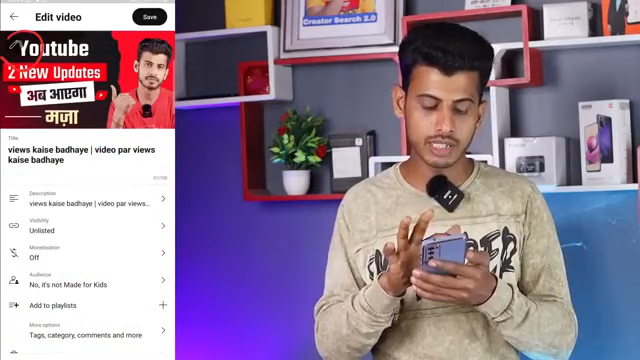 Edit video
Save
Youtube
2 New Updates
अब आएगा
मज़ा
Title
views kaise badhaye | video par views
kaise badhaye
51/100
Description
views kaise badhaye | video par views...
Visibility
Unlisted
Monetisation
Off
Audience
No, it's not Made for Kids
Add to playlists
More options
Tags, category, comments and more
Creator Search 2.0